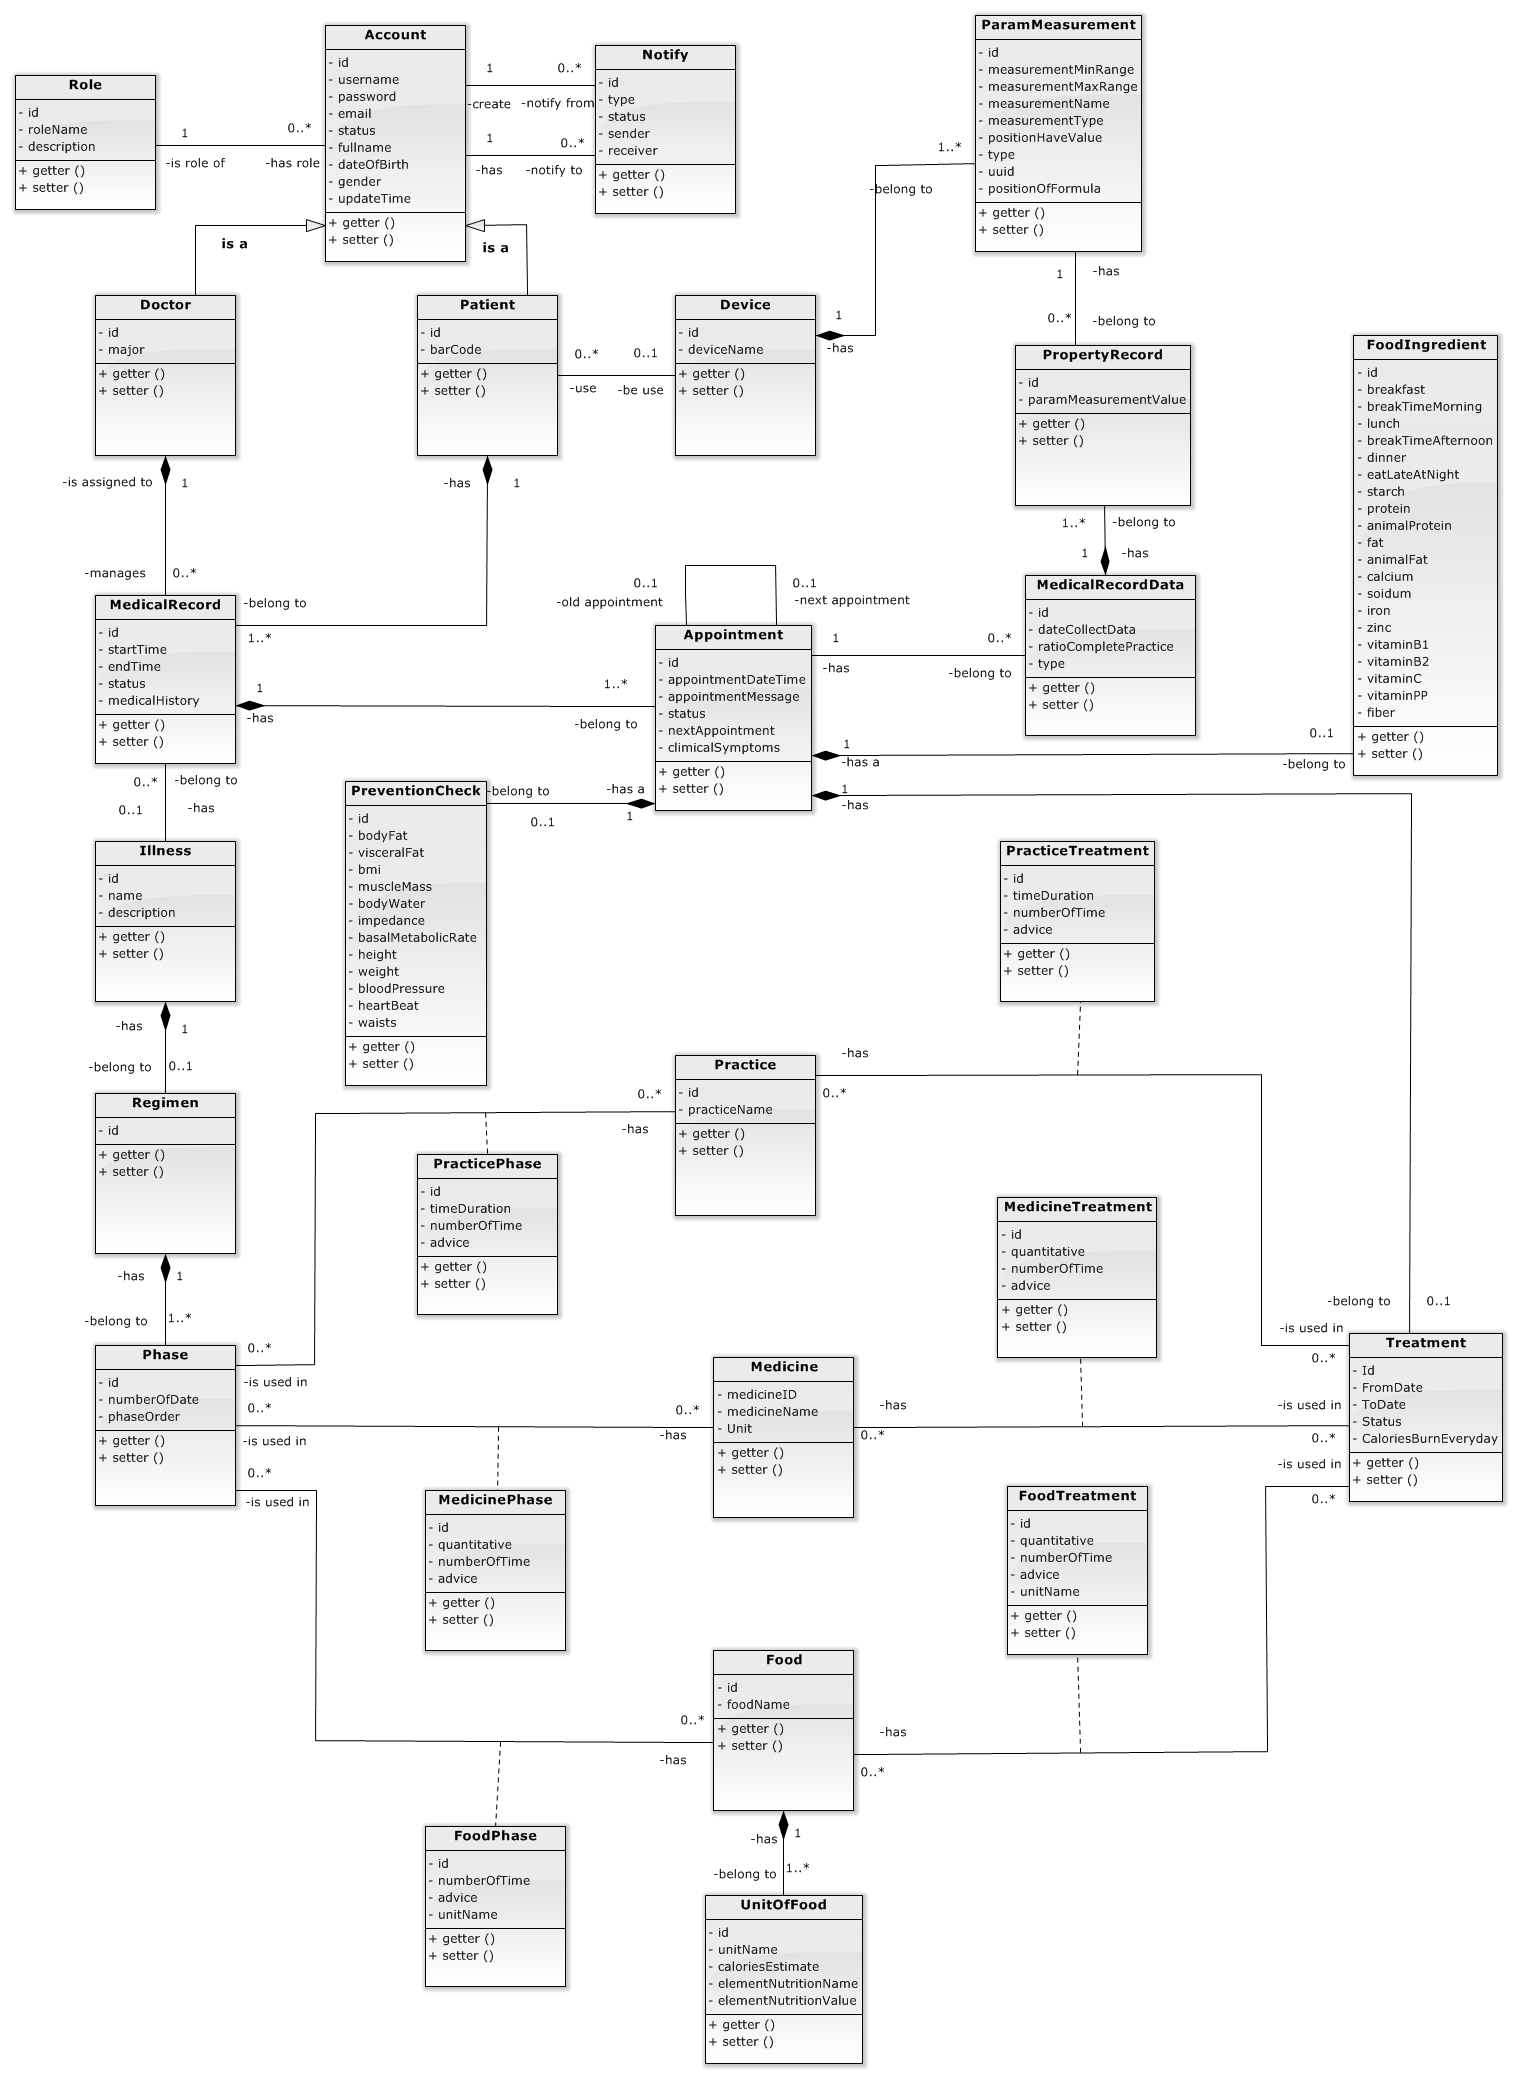 Role
- id
- roleName
- description
+ getter ()
+ setter ()
1
0..*
-is role of
-has role
Account
- id
- username
- password
- email
- status
- fullname
- dateOfBirth
- gender
- updateTime
+ getter ()
+ setter ()
1
0..*
-create
-notify from
1
0..*
-has
-notify to
Notify
- id
- type
- status
- sender
- receiver
+ getter ()
+ setter ()
ParamMeasurement
- id
- measurementMinRange
- measurementMaxRange
- measurementName
- measurementType
- positionHaveValue
- type
- uuid
- positionOfFormula
+ getter ()
+ setter ()
1..*
-belong to
is a
is a
Doctor
- id
- major
+ getter ()
+ setter ()
Patient
- id
- barCode
+ getter ()
+ setter ()
0..*
0..1
-use
-be use
Device
- id
- deviceName
+ getter ()
+ setter ()
1
-has
1
-has
0..*
-belong to
PropertyRecord
- id
- paramMeasurementValue
+ getter ()
+ setter ()
1..*
-belong to
1
-has
FoodIngredient
- id
- breakfast
- breakTimeMorning
- lunch
- breakTimeAfternoon
- dinner
- eatLateAtNight
- starch
- protein
- animalProtein
- fat
- animalFat
- calcium
- soidum
- iron
- zinc
- vitaminB1
- vitaminB2
- vitaminC
- vitaminPP
- fiber
+ getter ()
+ setter ()
-is assigned to
1
-manages
0..*
-has
1
-belong to
1..*
MedicalRecord
- id
- startTime
- endTime
- status
- medicalHistory
+ getter ()
+ setter ()
1
-has
1..*
-belong to
0..1
-old appointment
0..1
-next appointment
Appointment
- id
- appointmentDateTime
- appointmentMessage
- status
- nextAppointment
- climicalSymptoms
+ getter ()
+ setter ()
1
-has
0..*
-belong to
MedicalRecordData
- id
- dateCollectData
- ratioCompletePractice
- type
+ getter ()
+ setter ()
1
-has a
0..1
-belong to
1
-has
-belong to
0..1
-has a
1
0..*
-belong to
0..1
-has
Illness
- id
- name
- description
+ getter ()
+ setter ()
PreventionCheck
- id
- bodyFat
- visceralFat
- bmi
- muscleMass
- bodyWater
- impedance
- basalMetabolicRate
- height
- weight
- bloodPressure
- heartBeat
- waists
+ getter ()
+ setter ()
PracticeTreatment
- id
- timeDuration
- numberOfTime
- advice
+ getter ()
+ setter ()
-has
1
-belong to
0..1
Regimen
- id
+ getter ()
+ setter ()
Practice
- id
- practiceName
+ getter ()
+ setter ()
0..*
-has
-has
0..*
PracticePhase
- id
- timeDuration
- numberOfTime
- advice
+ getter ()
+ setter ()
MedicineTreatment
- id
- quantitative
- numberOfTime
- advice
+ getter ()
+ setter ()
-has
1
-belong to
1..*
-belong to
0..1
-is used in
0..*
Phase
- id
- numberOfDate
- phaseOrder
+ getter ()
+ setter ()
0..*
-is used in
0..*
-is used in
0..*
-is used in
0..*
-has
Medicine
- medicineID
- medicineName
- Unit
+ getter ()
+ setter ()
-has
0..*
-is used in
0..*
-is used in
0..*
Treatment
- Id
- FromDate
- ToDate
- Status
- CaloriesBurnEveryday
+ getter ()
+ setter ()
MedicinePhase
- id
- quantitative
- numberOfTime
- advice
+ getter ()
+ setter ()
FoodTreatment
- id
- quantitative
- numberOfTime
- advice
- unitName
+ getter ()
+ setter ()
0..*
-has
Food
- id
- foodName
+ getter ()
+ setter ()
-has
0..*
FoodPhase
- id
- numberOfTime
- advice
- unitName
+ getter ()
+ setter ()
-has
1
-belong to
1..*
UnitOfFood
- id
- unitName
- caloriesEstimate
- elementNutritionName
- elementNutritionValue
+ getter ()
+ setter ()